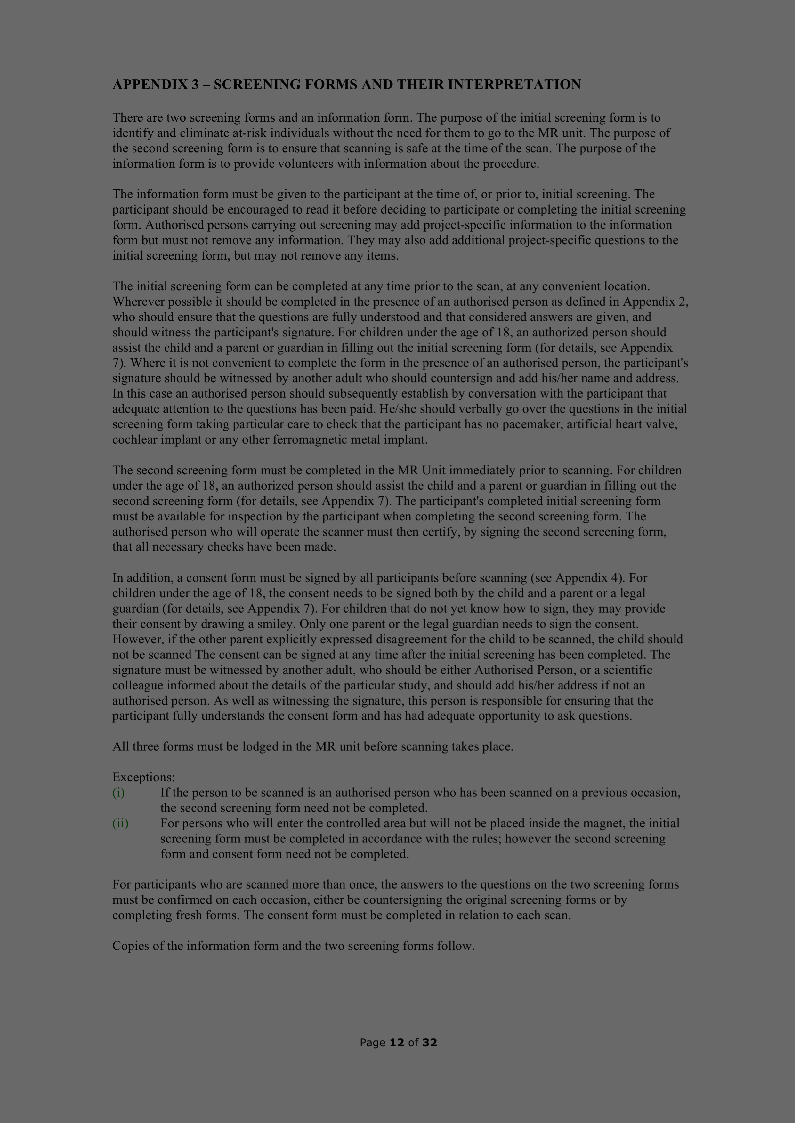 APPENDIX 3 – SCREENING FORMS AND THEIR INTERPRETATION
There are two screening forms and an information form. The purpose of the initial screening form is to
identify and eliminate at-risk individuals without the need for them to go to the MR unit. The purpose of
the second screening form is to ensure that scanning is safe at the time of the scan. The purpose of the
information form is to provide volunteers with information about the procedure.
The information form must be given to the participant at the time of, or prior to, initial screening. The
participant should be encouraged to read it before deciding to participate or completing the initial screening
form. Authorised persons carrying out screening may add project-specific information to the information
form but must not remove any information. They may also add additional project-specific questions to the
initial screening form, but may not remove any items.
The initial screening form can be completed at any time prior to the scan, at any convenient location.
Wherever possible it should be completed in the presence of an authorised person as defined in Appendix 2,
who should ensure that the questions are fully understood and that considered answers are given, and
should witness the participant's signature. For children under the age of 18, an authorized person should
assist the child and a parent or guardian in filling out the initial screening form (for details, see Appendix
7). Where it is not convenient to complete the form in the presence of an authorised person, the participant's
signature should be witnessed by another adult who should countersign and add his/her name and address.
In this case an authorised person should subsequently establish by conversation with the participant that
adequate attention to the questions has been paid. He/she should verbally go over the questions in the initial
screening form taking particular care to check that the participant has no pacemaker, artificial heart valve,
cochlear implant or any other ferromagnetic metal implant.
The second screening form must be completed in the MR Unit immediately prior to scanning. For children
under the age of 18, an authorized person should assist the child and a parent or guardian in filling out the
second screening form (for details, see Appendix 7). The participant's completed initial screening form
must be available for inspection by the participant when completing the second screening form. The
authorised person who will operate the scanner must then certify, by signing the second screening form,
that all necessary checks have been made.
In addition, a consent form must be signed by all participants before scanning (see Appendix 4). For
children under the age of 18, the consent needs to be signed both by the child and a parent or a legal
guardian (for details, see Appendix 7). For children that do not yet know how to sign, they may provide
their consent by drawing a smiley. Only one parent or the legal guardian needs to sign the consent.
However, if the other parent explicitly expressed disagreement for the child to be scanned, the child should
not be scanned The consent can be signed at any time after the initial screening has been completed. The
signature must be witnessed by another adult, who should be either Authorised Person, or a scientific
colleague informed about the details of the particular study, and should add his/her address if not an
authorised person. As well as witnessing the signature, this person is responsible for ensuring that the
participant fully understands the consent form and has had adequate opportunity to ask questions.
All three forms must be lodged in the MR unit before scanning takes place.
Exceptions:
(i) If the person to be scanned is an authorised person who has been scanned on a previous occasion,
the second screening form need not be completed.
(ii) For persons who will enter the controlled area but will not be placed inside the magnet, the initial
screening form must be completed in accordance with the rules; however the second screening
form and consent form need not be completed.
For participants who are scanned more than once, the answers to the questions on the two screening forms
must be confirmed on each occasion, either be countersigning the original screening forms or by
completing fresh forms. The consent form must be completed in relation to each scan.
Copies of the information form and the two screening forms follow.
Page 12 of 32